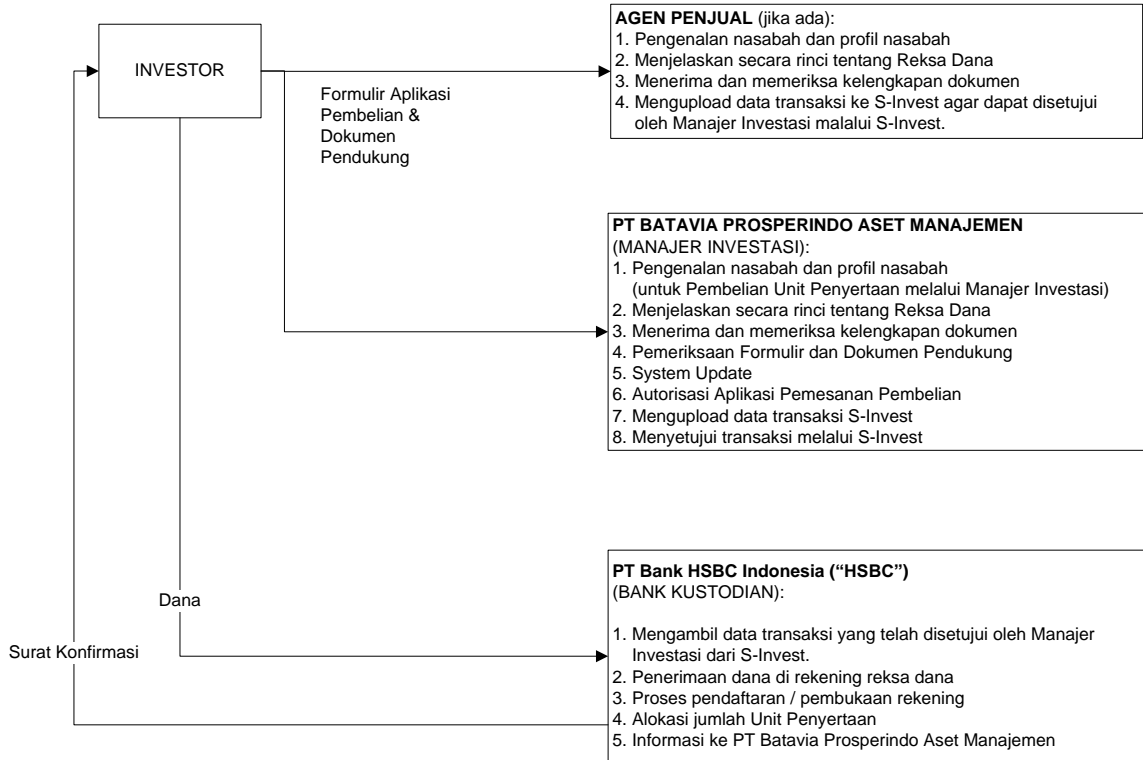 AGEN PENJUAL (jika ada):
1. Pengenalan nasabah dan profil nasabah
2. Menjelaskan secara rinci tentang Reksa Dana
3. Menerima dan memeriksa kelengkapan dokumen
4. Mengupload data transaksi ke S-Invest agar dapat disetujui
oleh Manajer Investasi malalui S-Invest.
INVESTOR
Formulir Aplikasi
Pembelian &
Dokumen
Pendukung
PT BATAVIA PROSPERINDO ASET MANAJEMEN
(MANAJER INVESTASI):
1. Pengenalan nasabah dan profil nasabah
(untuk Pembelian Unit Penyertaan melalui Manajer Investasi)
2. Menjelaskan secara rinci tentang Reksa Dana
3. Menerima dan memeriksa kelengkapan dokumen
4. Pemeriksaan Formulir dan Dokumen Pendukung
5. System Update
6. Autorisasi Aplikasi Pemesanan Pembelian
7. Mengupload data transaksi S-Invest
8. Menyetujui transaksi melalui S-Invest
Dana
Surat Konfirmasi
PT Bank HSBC Indonesia (“HSBC”)
(BANK KUSTODIAN):
1. Mengambil data transaksi yang telah disetujui oleh Manajer
Investasi dari S-Invest.
2. Penerimaan dana di rekening reksa dana
3. Proses pendaftaran / pembukaan rekening
4. Alokasi jumlah Unit Penyertaan
5. Informasi ke PT Batavia Prosperindo Aset Manajemen